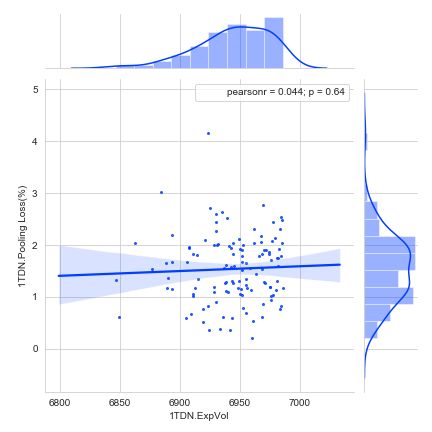 pearsonr = 0.044; p = 0.64
5
4
3
2
1
0
1TDN.Pooling Loss(%)
6800 6850 6900 6950 7000
1TDN.ExpVol